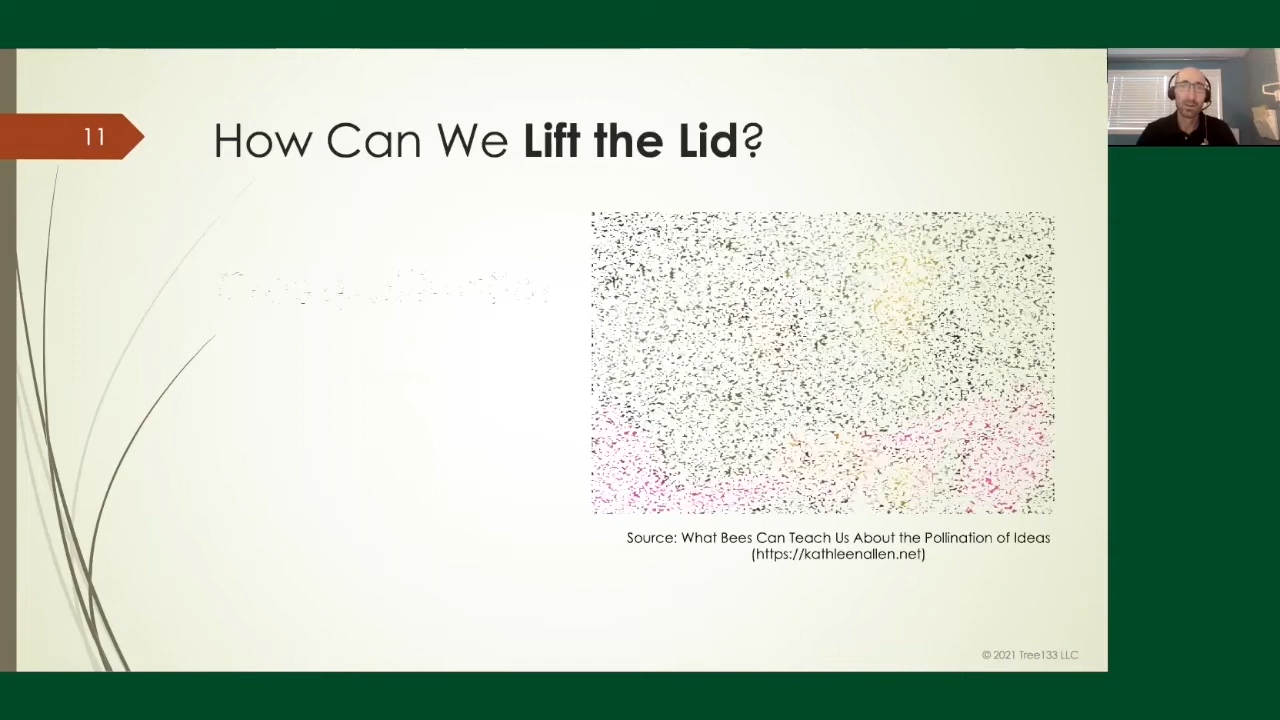 11
How Can We Lift the Lid?
Source: What Bees Can Teach Us About the Pollination of Ideas
(https://kathleenallen.net)
© 2021 Tree133 LLC